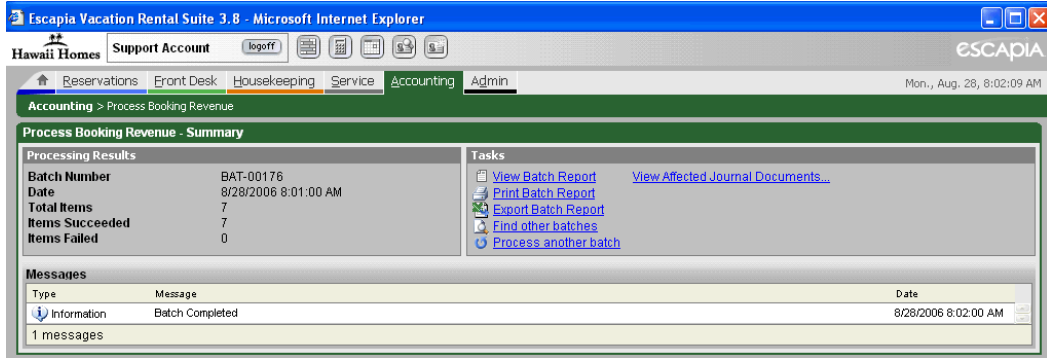 Escapia Vacation Rental Suite 3.8 - Microsoft Internet Explorer
Hawaii Homes
Support Account
logoff
escapia
Reservations Front Desk Housekeeping Service Accounting Admin
Mon., Aug. 28, 8:02:09 AM
Accounting > Process Booking Revenue
Process Booking Revenue - Summary
Processing Results
Batch Number BAT-00176
Date 8/28/2006 8:01:00 AM
Total Items 7
Items Succeeded 7
Items Failed 0
Tasks
View Batch Report View Affected Journal Documents...
Print Batch Report
Export Batch Report
Find other batches
Process another batch
Messages
Type Message Date
Information Batch Completed 8/28/2006 8:02:00 AM
1 messages